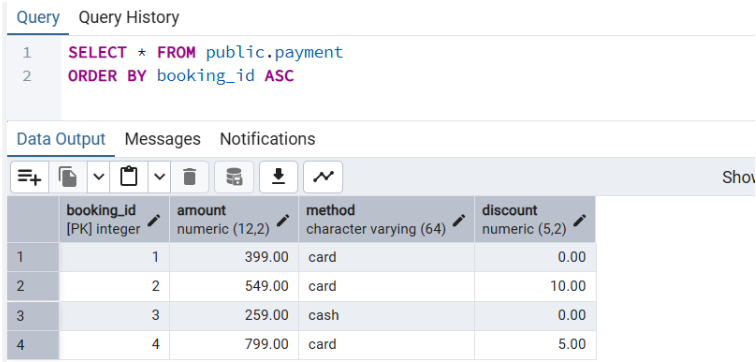 Query Query History
1 SELECT * FROM public.payment
2 ORDER BY booking_id ASC
Data Output Messages Notifications
booking_id amount method discount
[PK] integer numeric (12,2) character varying (64) numeric (5,2)
1 1 399.00 card 0.00
2 2 549.00 card 10.00
3 3 259.00 cash 0.00
4 4 799.00 card 5.00